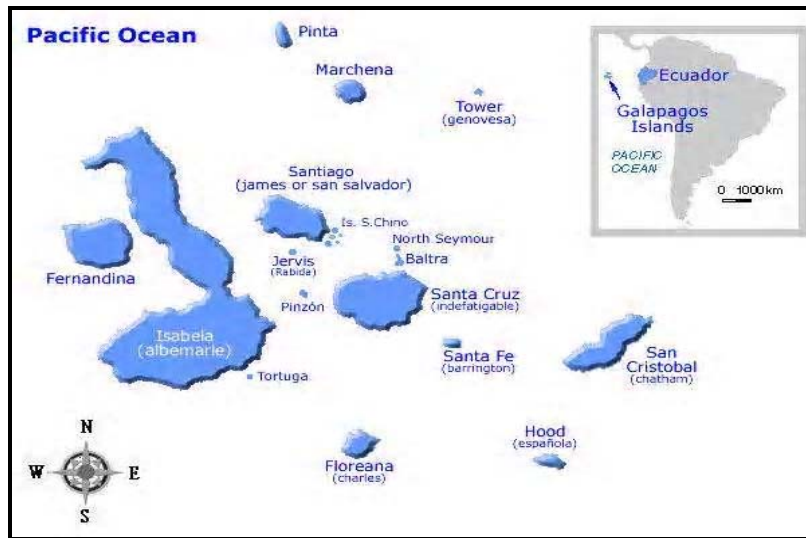 Pacific Ocean
Pinta
Marchena
Tower
(genovesa)
Ecuador
Galapagos
Islands
PACIFIC
OCEAN
0 1000 km
Santiago
(james or san salvador)
Is. S.Chino
North Seymour
Jervis
(Rabida)
Baltra
Fernandina
Pinzón
Santa Cruz
(indefatigable)
Isabela
(albemarle)
Santa Fe
(barrington)
San
Cristobal
(chatham)
Tortuga
N
W E
S
Floreana
(charles)
Hood
(española)